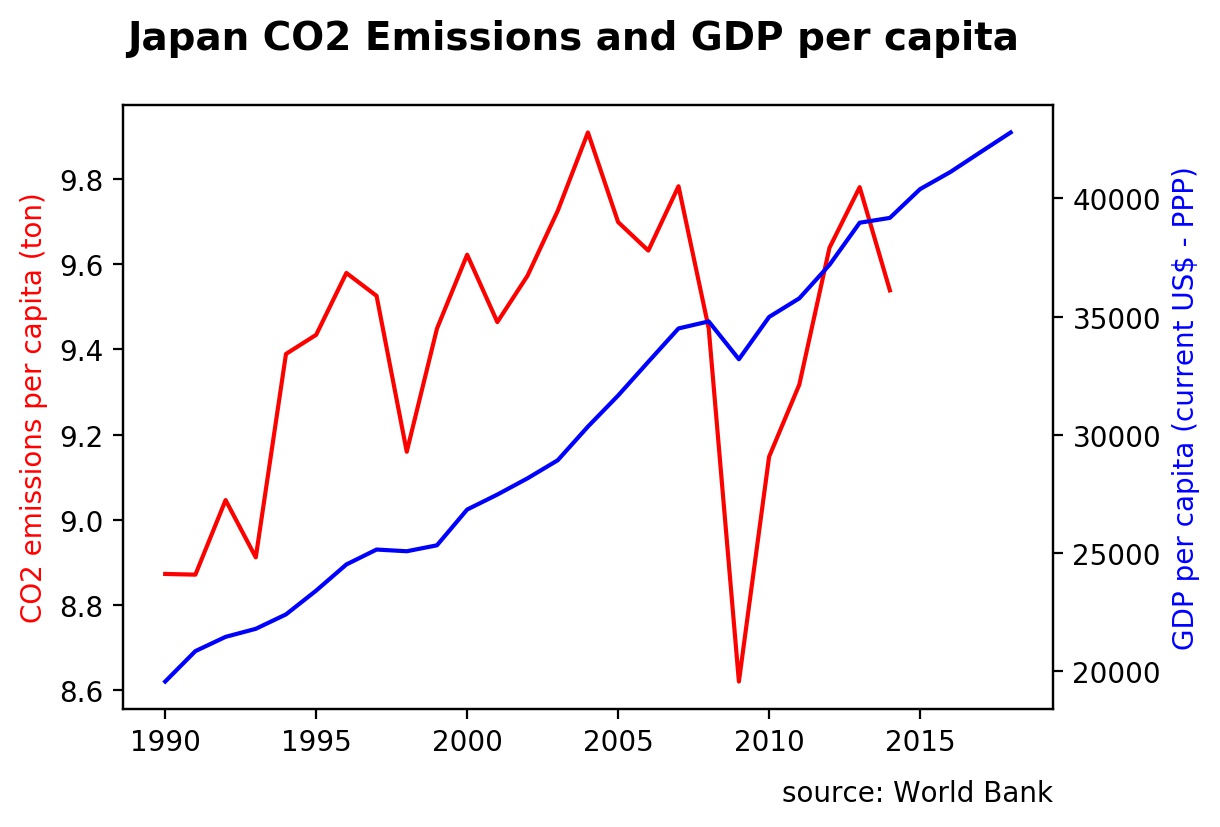 Japan CO2 Emissions and GDP per capita
CO2 emissions per capita (ton)
9.8
9.6
9.4
9.2
9.0
8.8
8.6
40000
35000
30000
25000
20000
GDP per capita (current US$ - PPP)
1990 1995 2000 2005 2010 2015
source: World Bank